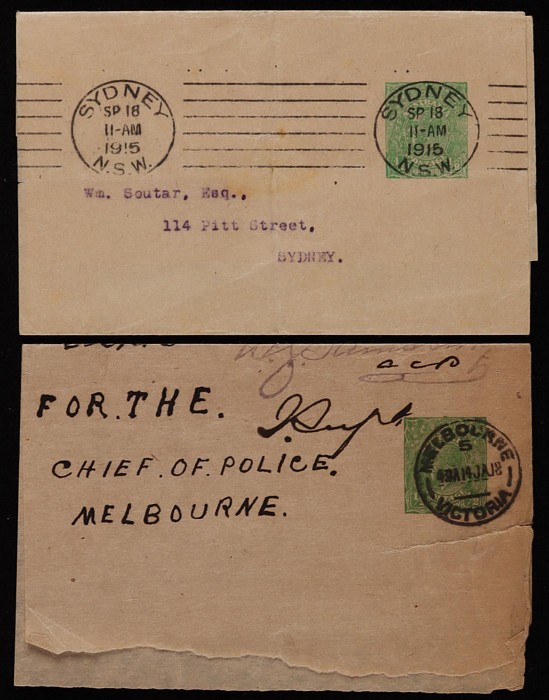 SYDNEY
SP 18
11-AM
1915
N.S.W.
SYDNEY
SP 18
11-AM
1915
N.S.W.
Wm. Soutar, Esq.,
114 Pitt Street,
SYDNEY.
FOR.THE.
CHIEF.OF.POLICE.
MELBOURNE.
MELBOURNE
5
VICTORIA